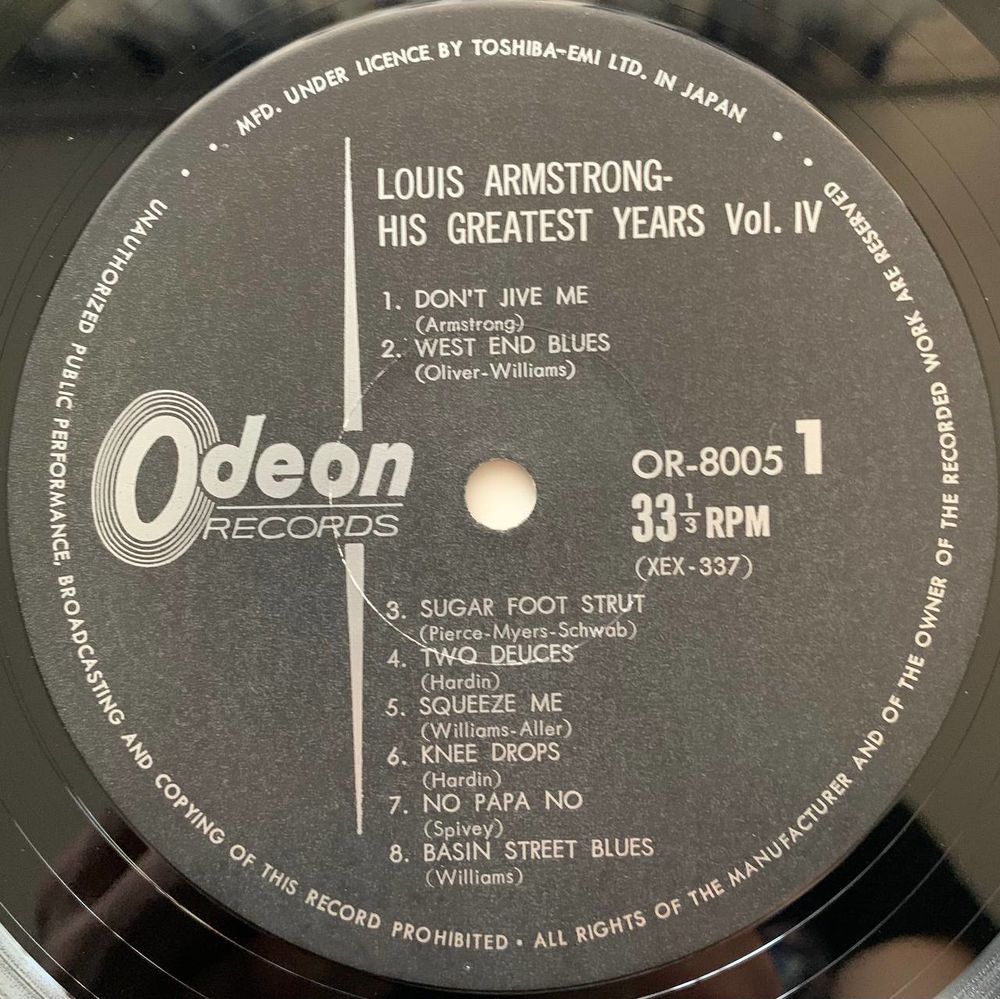 MFD. UNDER LICENCE BY TOSHIBA-EMI LTD. IN JAPAN
LOUIS ARMSTRONG-
HIS GREATEST YEARS Vol. IV
1. DON'T JIVE ME
(Armstrong)
2. WEST END BLUES
(Oliver-Williams)
Odeon
RECORDS
OR-8005 1
33 1/3 RPM
(XEX-337)
3. SUGAR FOOT STRUT
(Pierce-Myers-Schwab)
4. TWO DEUCES
(Hardin)
5. SQUEEZE ME
(Williams-Aller)
6. KNEE DROPS
(Hardin)
7. NO PAPA NO
(Spivey)
8. BASIN STREET BLUES
(Williams)
UNAUTHORIZED PUBLIC PERFORMANCE, BROADCASTING AND COPYING OF THIS RECORD PROHIBITED • ALL RIGHTS OF THE MANUFACTURER AND OF THE OWNER OF THE RECORDED WORK ARE RESERVED